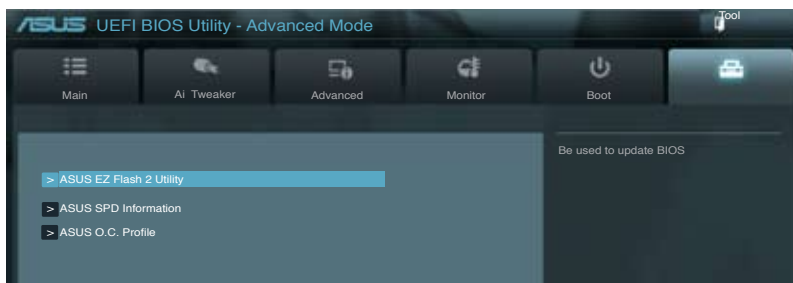 ASUS UEFI BIOS Utility - Advanced Mode
Tool
Main
Ai Tweaker
Advanced
Monitor
Boot
Be used to update BIOS
> ASUS EZ Flash 2 Utility
> ASUS SPD Information
> ASUS O.C. Profile